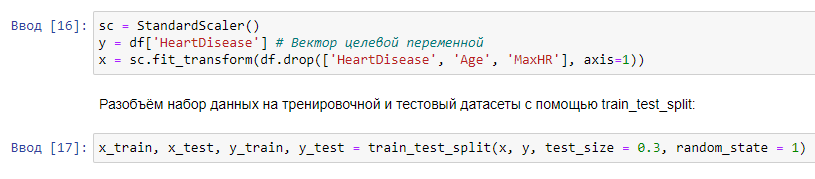 Ввод [16]: sc = StandardScaler()
y = df['HeartDisease'] # Вектор целевой переменной
x = sc.fit_transform(df.drop(['HeartDisease', 'Age', 'MaxHR'], axis=1))
Разобъём набор данных на тренировочной и тестовый датасеты с помощью train_test_split:
Ввод [17]: x_train, x_test, y_train, y_test = train_test_split(x, y, test_size = 0.3, random_state = 1)